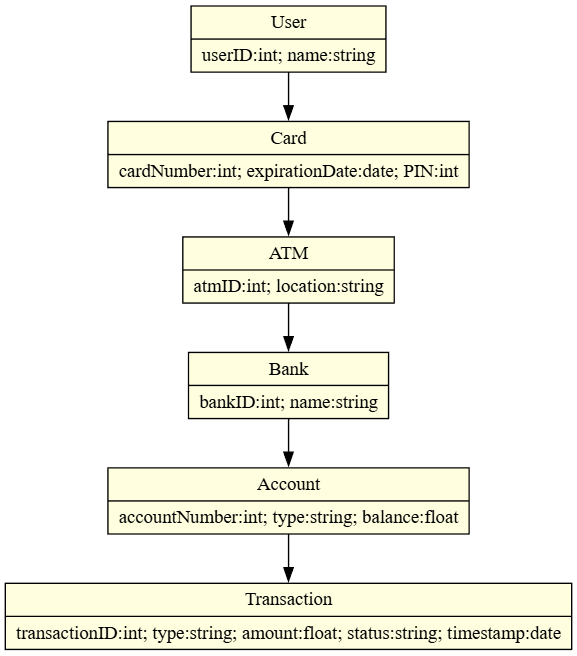 User
userID:int; name:string
Card
cardNumber:int; expirationDate:date; PIN:int
ATM
atmID:int; location:string
Bank
bankID:int; name:string
Account
accountNumber:int; type:string; balance:float
Transaction
transactionID:int; type:string; amount:float; status:string; timestamp:date